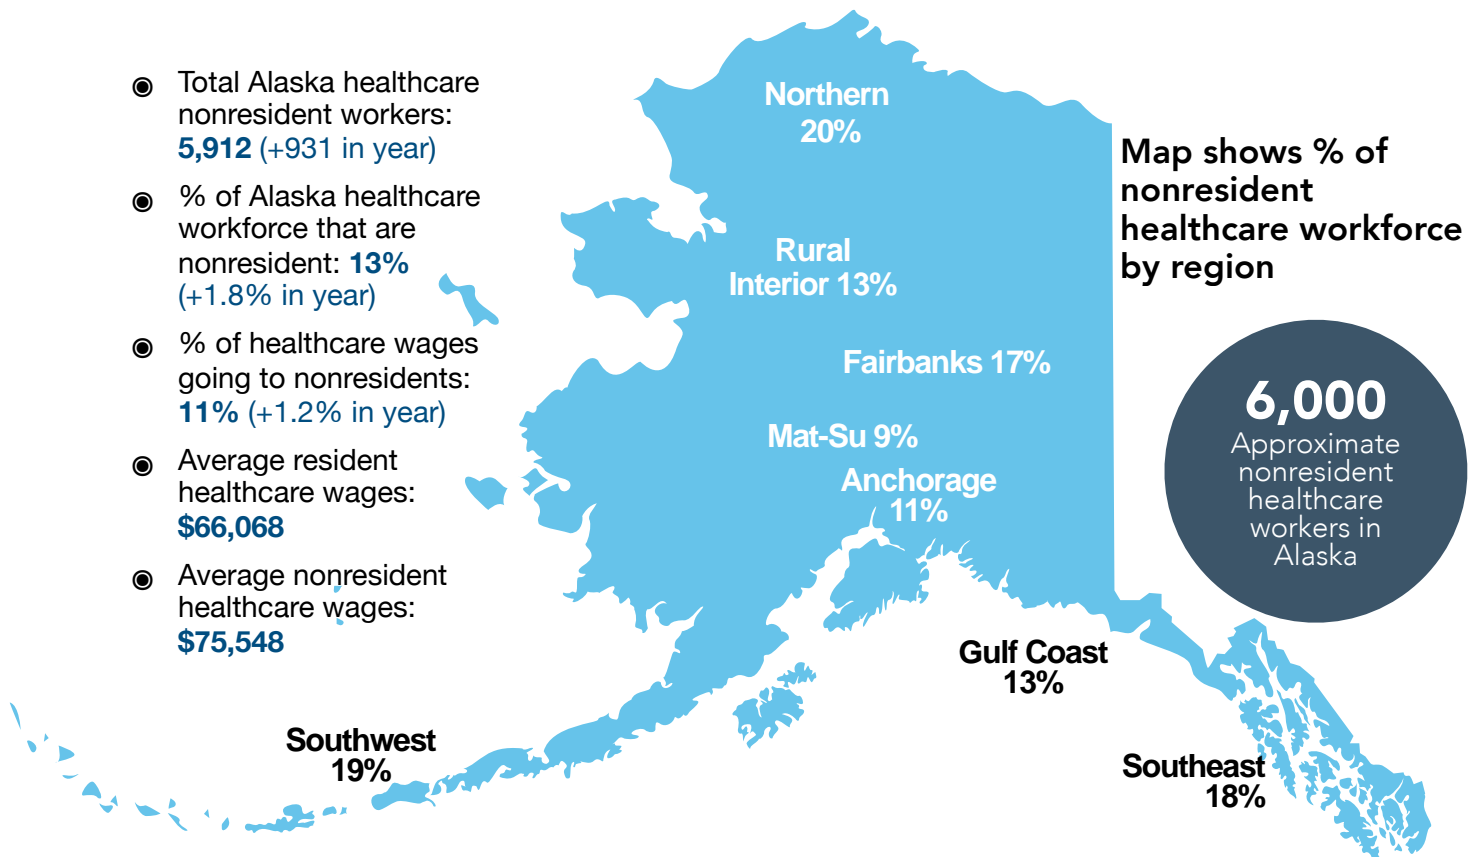 Total Alaska healthcare
nonresident workers:
5,912 (+931 in year)
% of Alaska healthcare
workforce that are
nonresident: 13%
(+1.8% in year)
% of healthcare wages
going to nonresidents:
11% (+1.2% in year)
Average resident
healthcare wages:
$66,068
Average nonresident
healthcare wages:
$75,548
Northern
20%
Rural
Interior 13%
Fairbanks 17%
Mat-Su 9%
Anchorage
11%
Gulf Coast
13%
Southwest
19%
Southeast
18%
Map shows % of
nonresident
healthcare workforce
by region
6,000
Approximate
nonresident
healthcare
workers in
Alaska